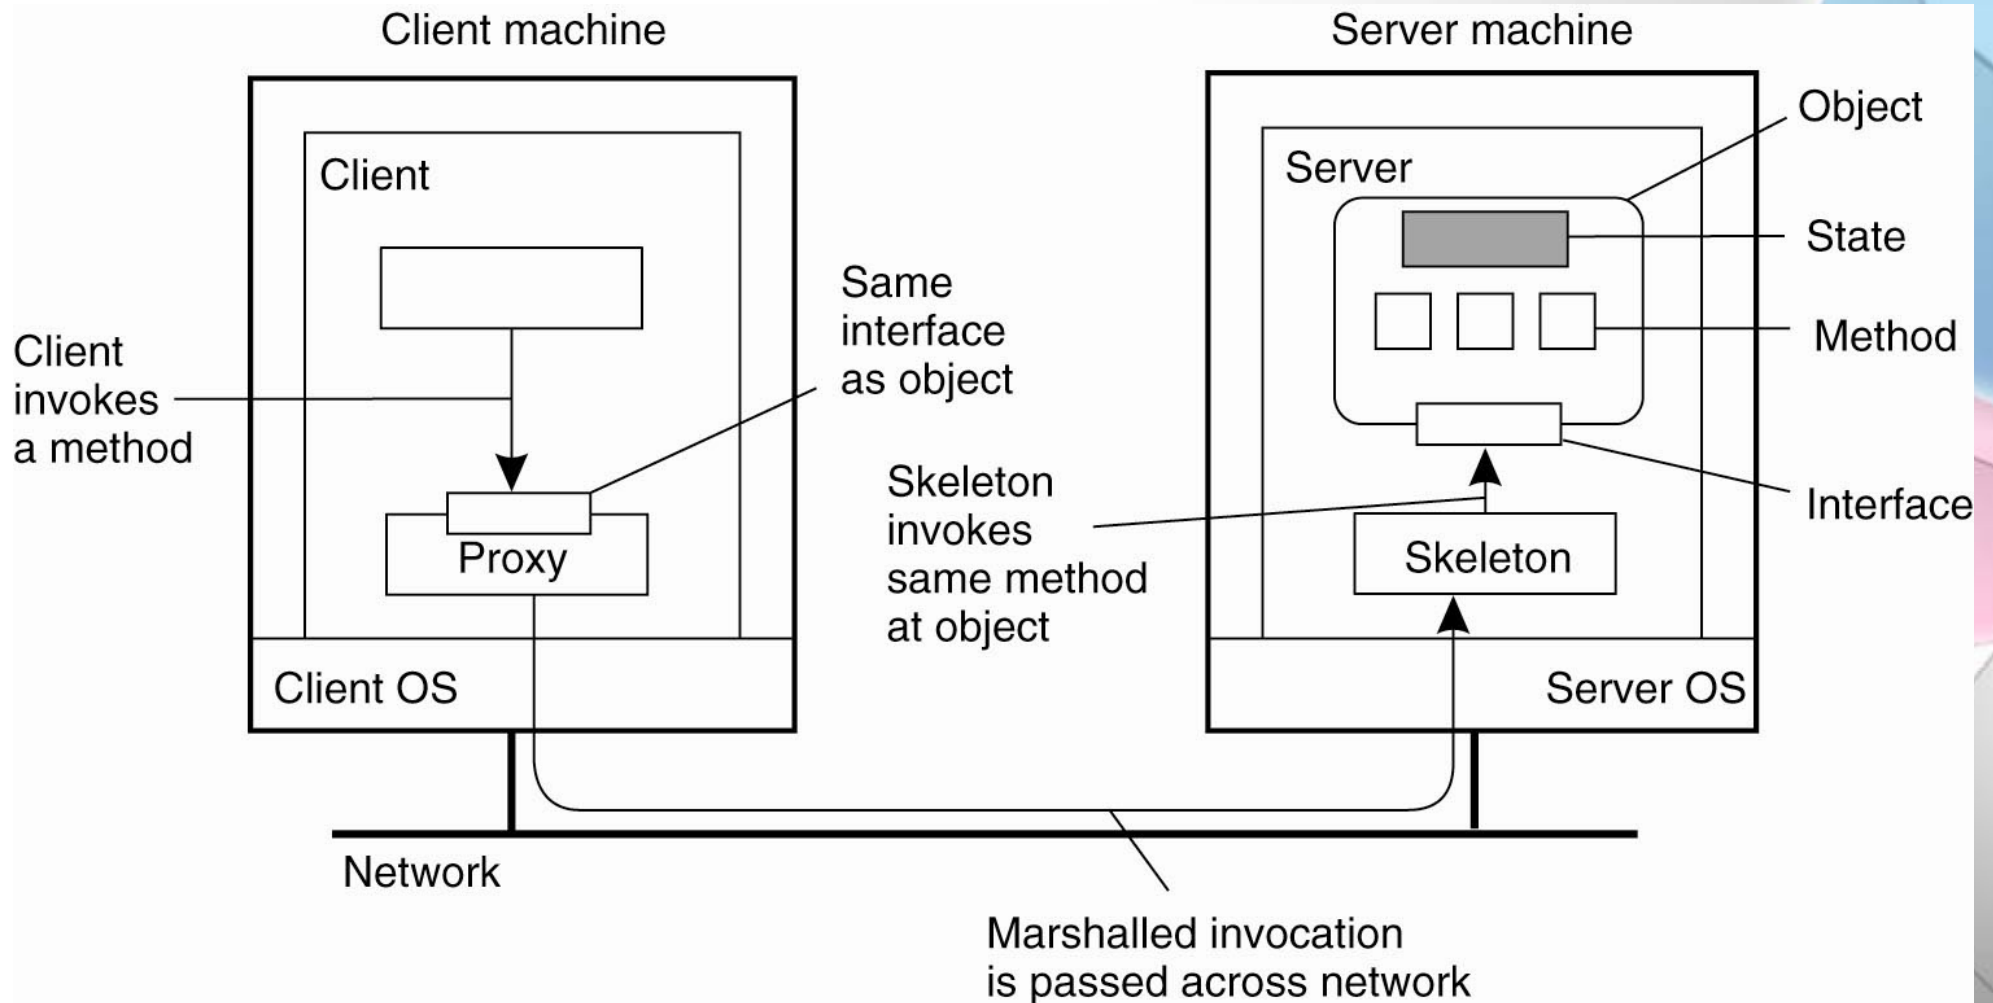 Client machine
Server machine
Client
Client
invokes
a method
Same
interface
as object
Proxy
Client OS
Server
Object
State
Method
Interface
Skeleton
invokes
same method
at object
Skeleton
Server OS
Network
Marshalled invocation
is passed across network